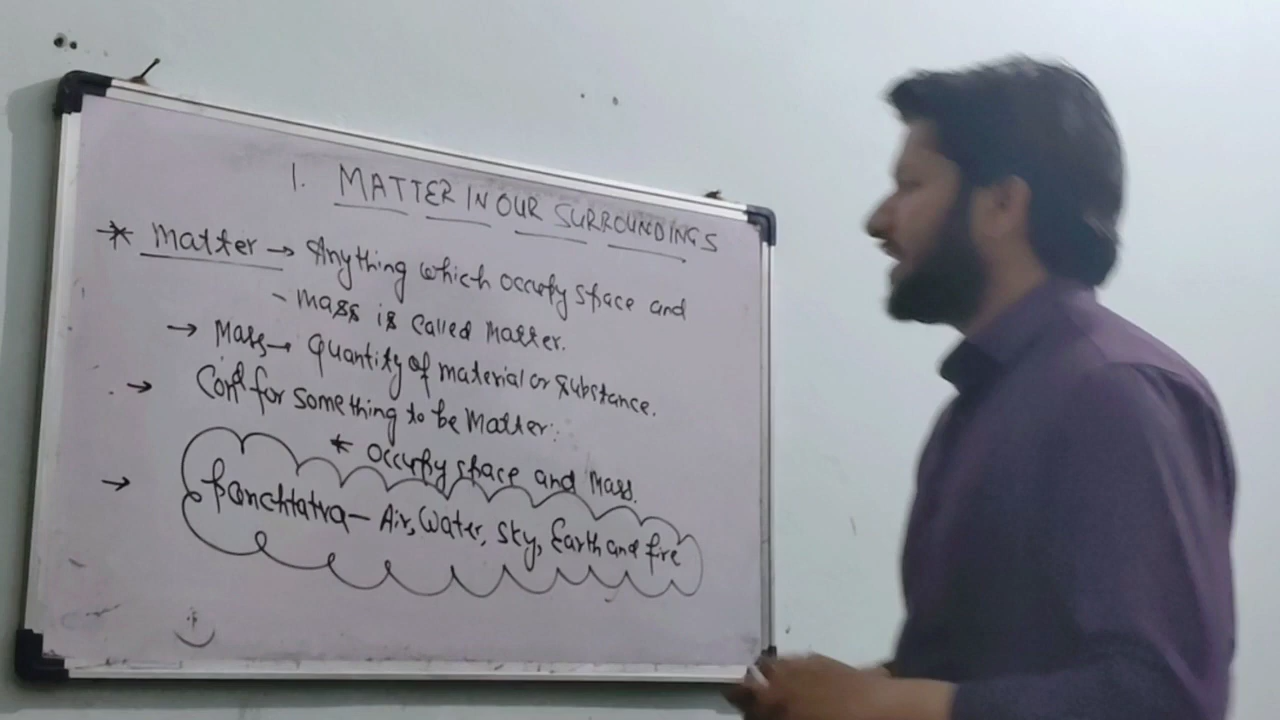 1. MATTER IN OUR SURROUNDINGS
* Matter → Anything which occupy space and
- mass is called Matter.
→ Mass → Quantity of material or substance.
→ Conᵈ for something to be Matter:
* Occupy space and Mass.
→ Panchtatva - Air, Water, Sky, Earth and fire